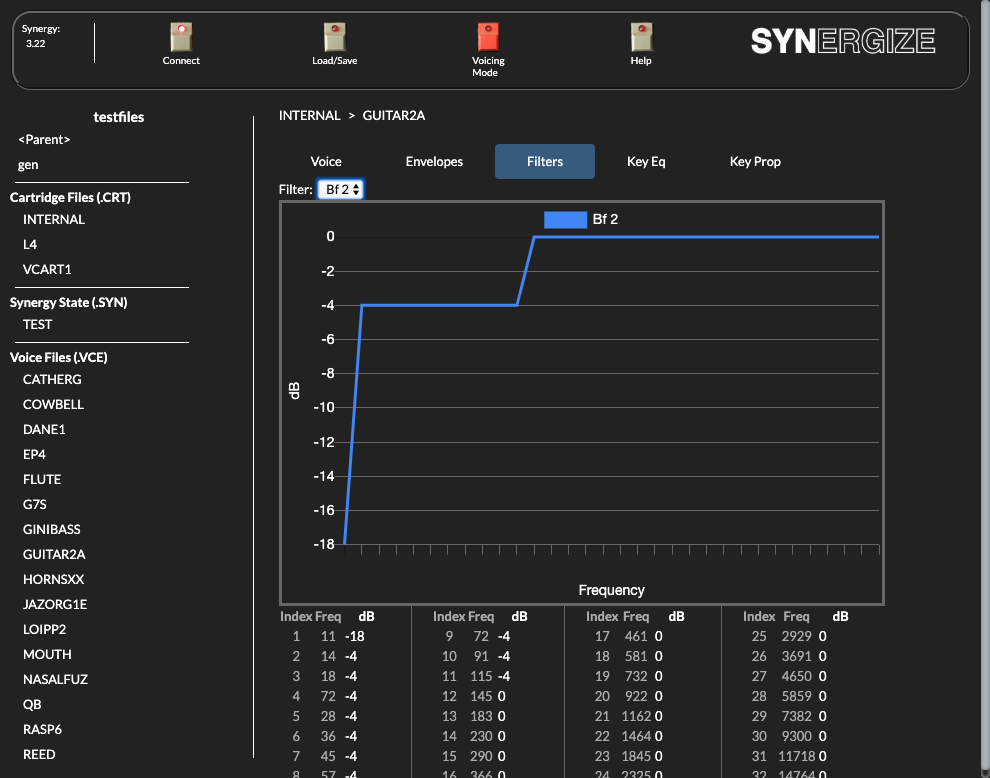 Synergy:
3.22
Connect
Load/Save
Voicing
Mode
Help
SYNERGIZE
testfiles
<Parent>
gen
Cartridge Files (.CRT)
INTERNAL
L4
VCART1
Synergy State (.SYN)
TEST
Voice Files (.VCE)
CATHERG
COWBELL
DANE1
EP4
FLUTE
G7S
GINIBASS
GUITAR2A
HORNSXX
JAZORG1E
LOIPP2
MOUTH
NASALFUZ
QB
RASP6
REED
INTERNAL > GUITAR2A
Voice Envelopes Filters Key Eq Key Prop
Filter: Bf 2
Bf 2
0
-2
-4
-6
-8
-10
-12
-14
-16
-18
dB
Frequency
Index Freq dB Index Freq dB Index Freq dB Index Freq dB
1 11 -18 9 72 -4 17 461 0 25 2929 0
2 14 -4 10 91 -4 18 581 0 26 3691 0
3 18 -4 11 115 -4 19 732 0 27 4650 0
4 72 -4 12 145 0 20 922 0 28 5859 0
5 28 -4 13 183 0 21 1162 0 29 7382 0
6 36 -4 14 230 0 22 1464 0 30 9300 0
7 45 -4 15 290 0 23 1845 0 31 11718 0
8 57 -4 16 366 0 24 2325 0 32 14764 0